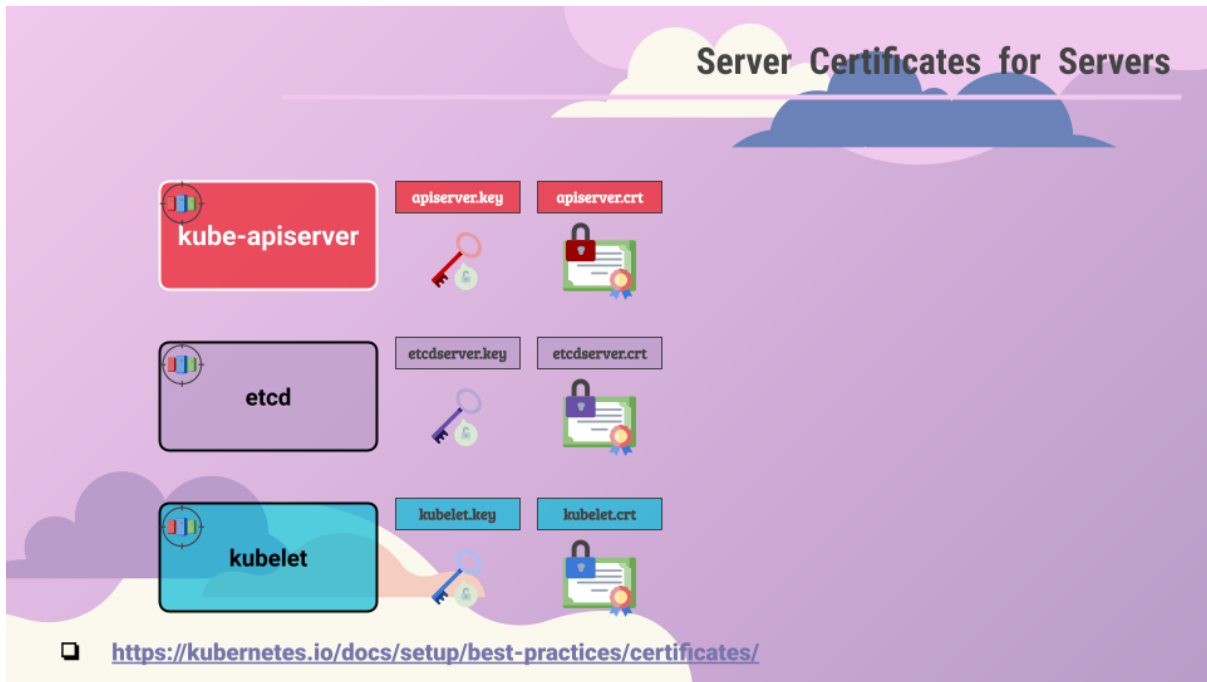 Server Certificates for Servers
kube-apiserver
apiserver.key
apiserver.crt
etcd
etcdserver.key
etcdserver.crt
kubelet
kubelet.key
kubelet.crt
❑ https://kubernetes.io/docs/setup/best-practices/certificates/